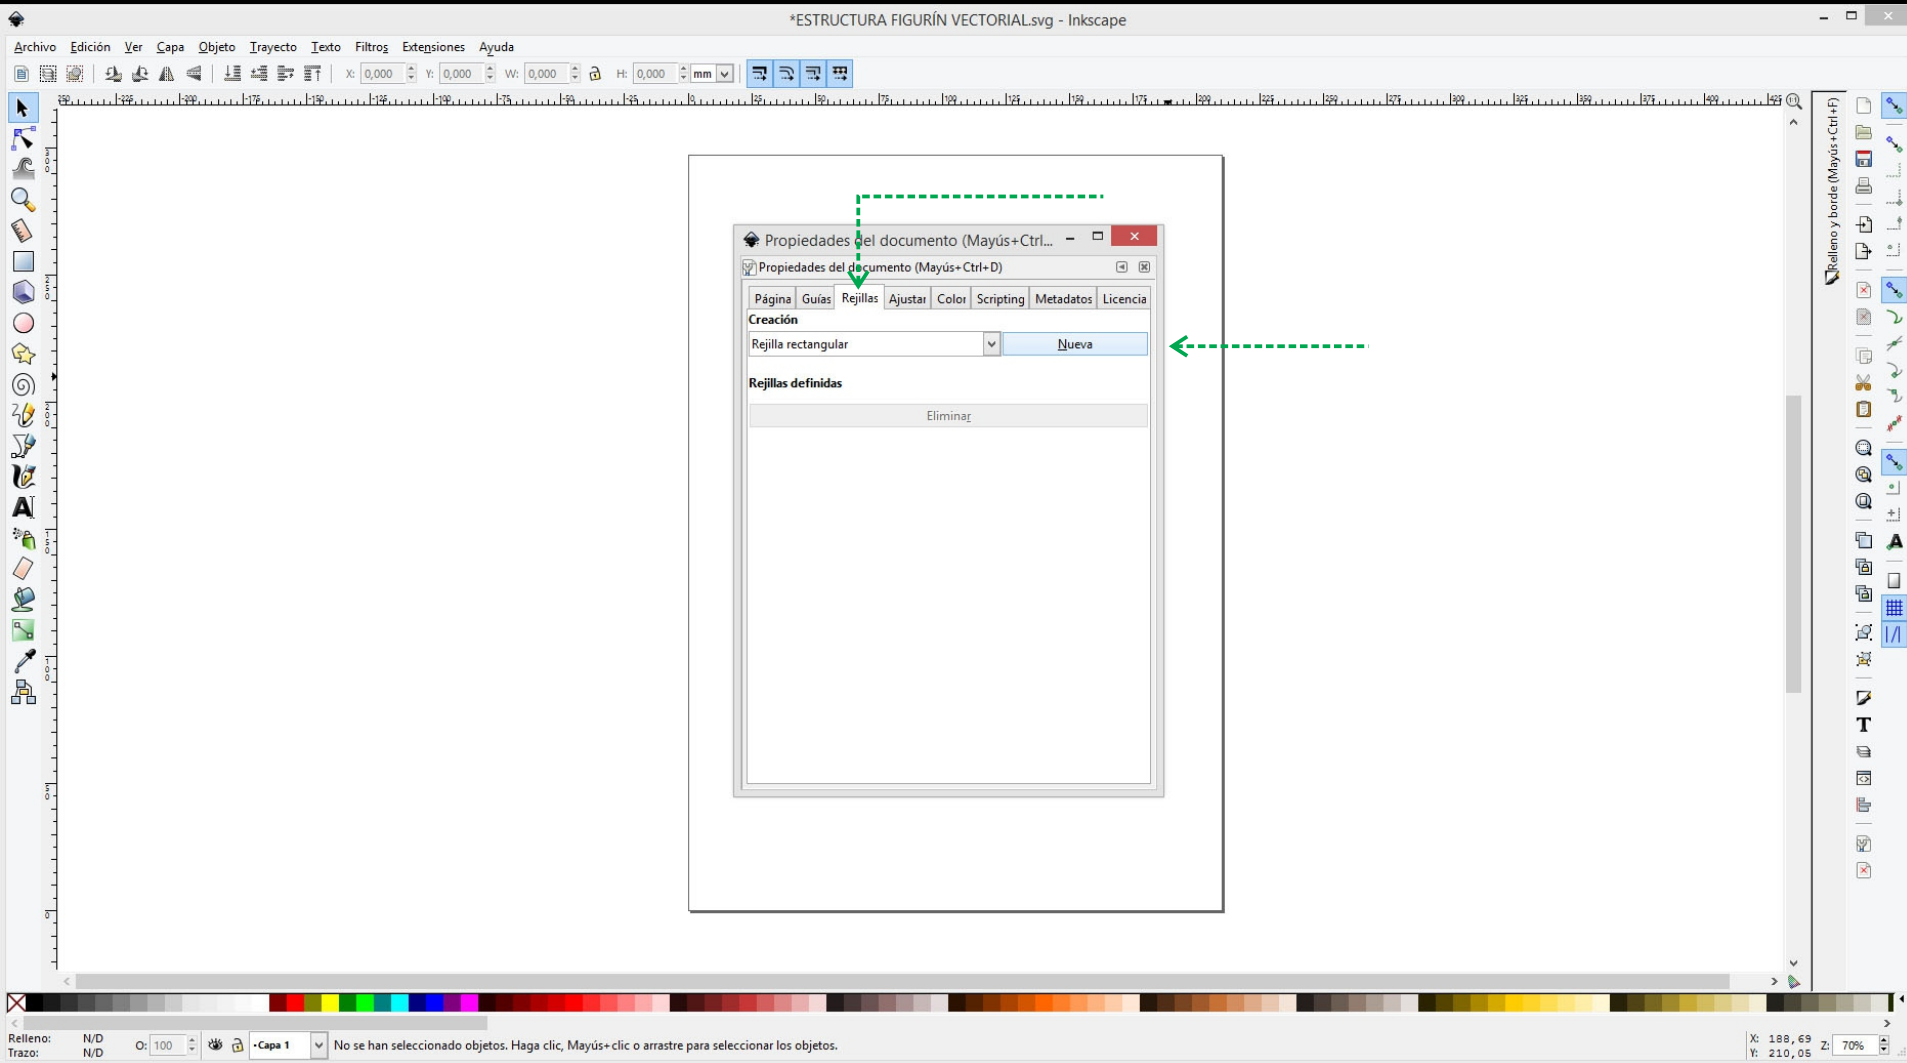 *ESTRUCTURA FIGURÍN VECTORIAL.svg - Inkscape
Archivo Edición Ver Capa Objeto Trayecto Texto Filtros Extensiones Ayuda
X: 0,000 Y: 0,000 W: 0,000 H: 0,000 mm
Relleno y borde (Mayús+Ctrl+F)
Propiedades del documento (Mayús+Ctrl...
Propiedades del documento (Mayús+Ctrl+D)
Página Guías Rejillas Ajustar Color Scripting Metadatos Licencia
Creación
Rejilla rectangular Nueva
Rejillas definidas
Eliminar
Relleno: N/D
Trazo: N/D
O: 100
•Capa 1
No se han seleccionado objetos. Haga clic, Mayús+clic o arrastre para seleccionar los objetos.
X: 188,69
Y: 210,05
Z: 70%